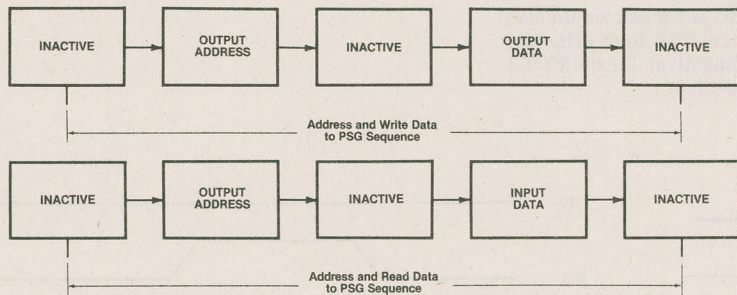 INACTIVE
OUTPUT
ADDRESS
INACTIVE
OUTPUT
DATA
INACTIVE
Address and Write Data
to PSG Sequence
INACTIVE
OUTPUT
ADDRESS
INACTIVE
INPUT
DATA
INACTIVE
Address and Read Data
to PSG Sequence